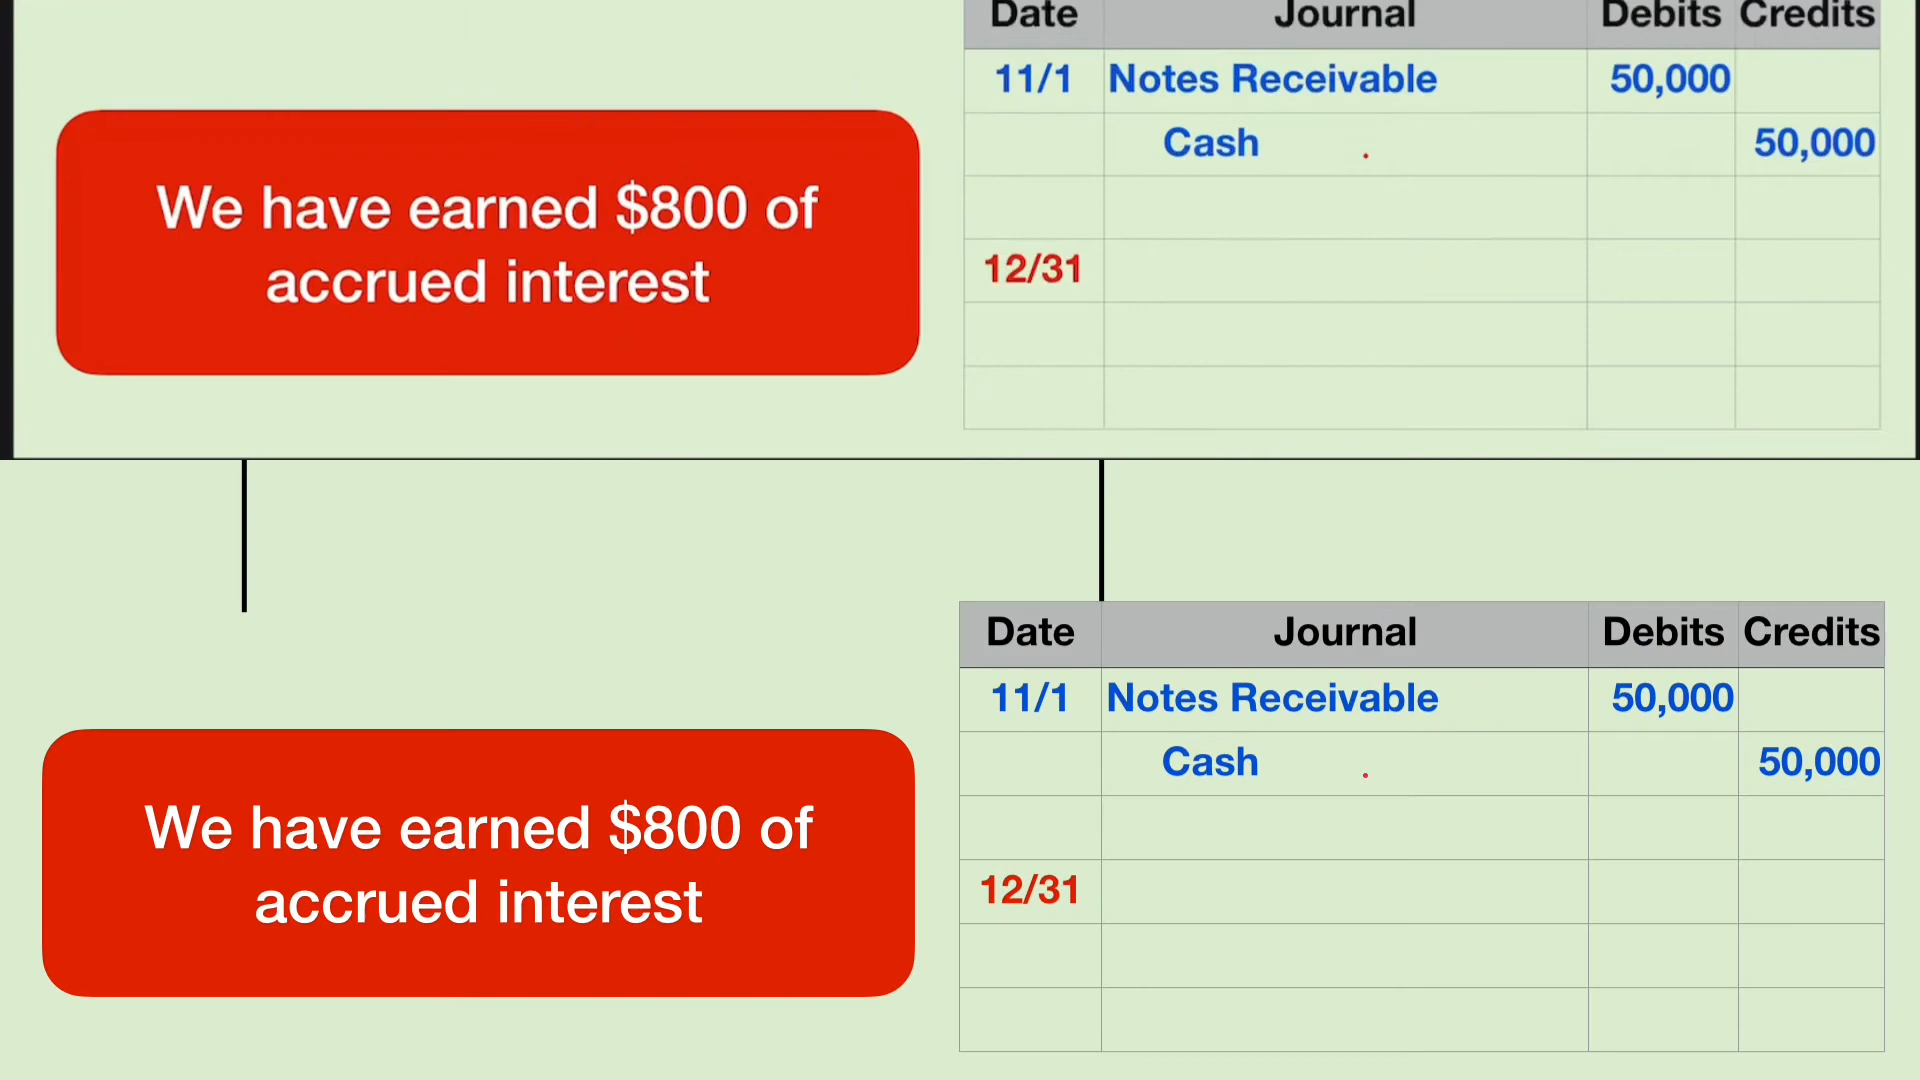 Date Journal Debits Credits
11/1 Notes Receivable 50,000
Cash 50,000
12/31
We have earned $800 of
accrued interest
Date Journal Debits Credits
11/1 Notes Receivable 50,000
Cash 50,000
12/31
We have earned $800 of
accrued interest